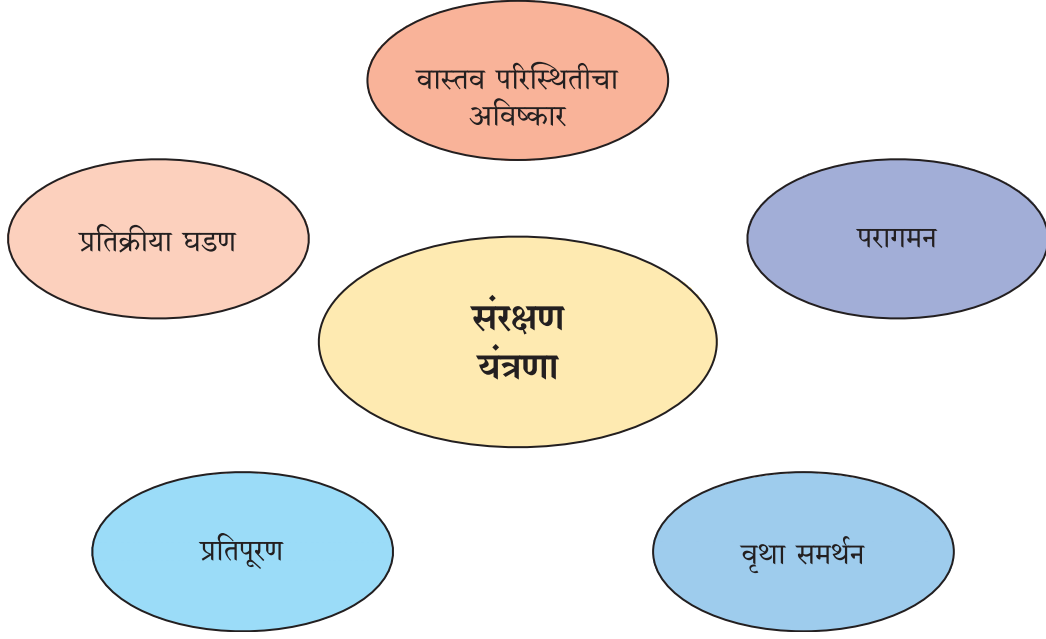 वास्तव परिस्थितीचा
अविष्कार
प्रतिक्रीया घडण
परागमन
संरक्षण
यंत्रणा
प्रतिपूरण
वृथा समर्थन